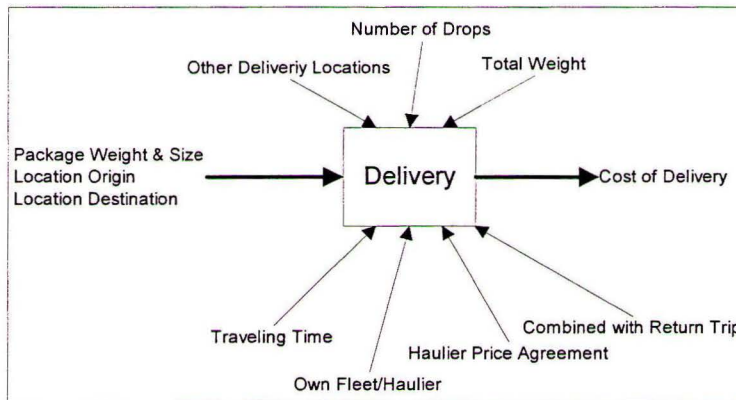 Number of Drops
Other Deliveriy Locations
Total Weight
Package Weight & Size
Location Origin
Location Destination
Delivery
Cost of Delivery
Traveling Time
Combined with Return Trip
Haulier Price Agreement
Own Fleet/Haulier